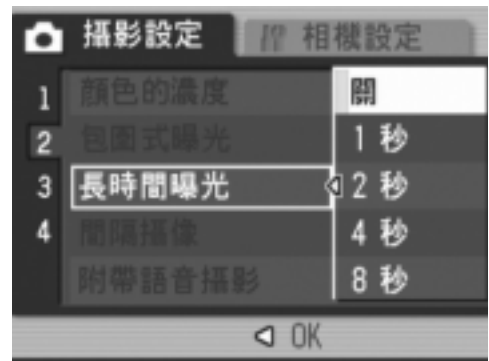 攝影設定 相機設定
1 顏色的濃度 關
2 包圍式曝光 1 秒
3 長時間曝光 2 秒
4 間隔攝像 4 秒
附帶語音攝影 8 秒
OK